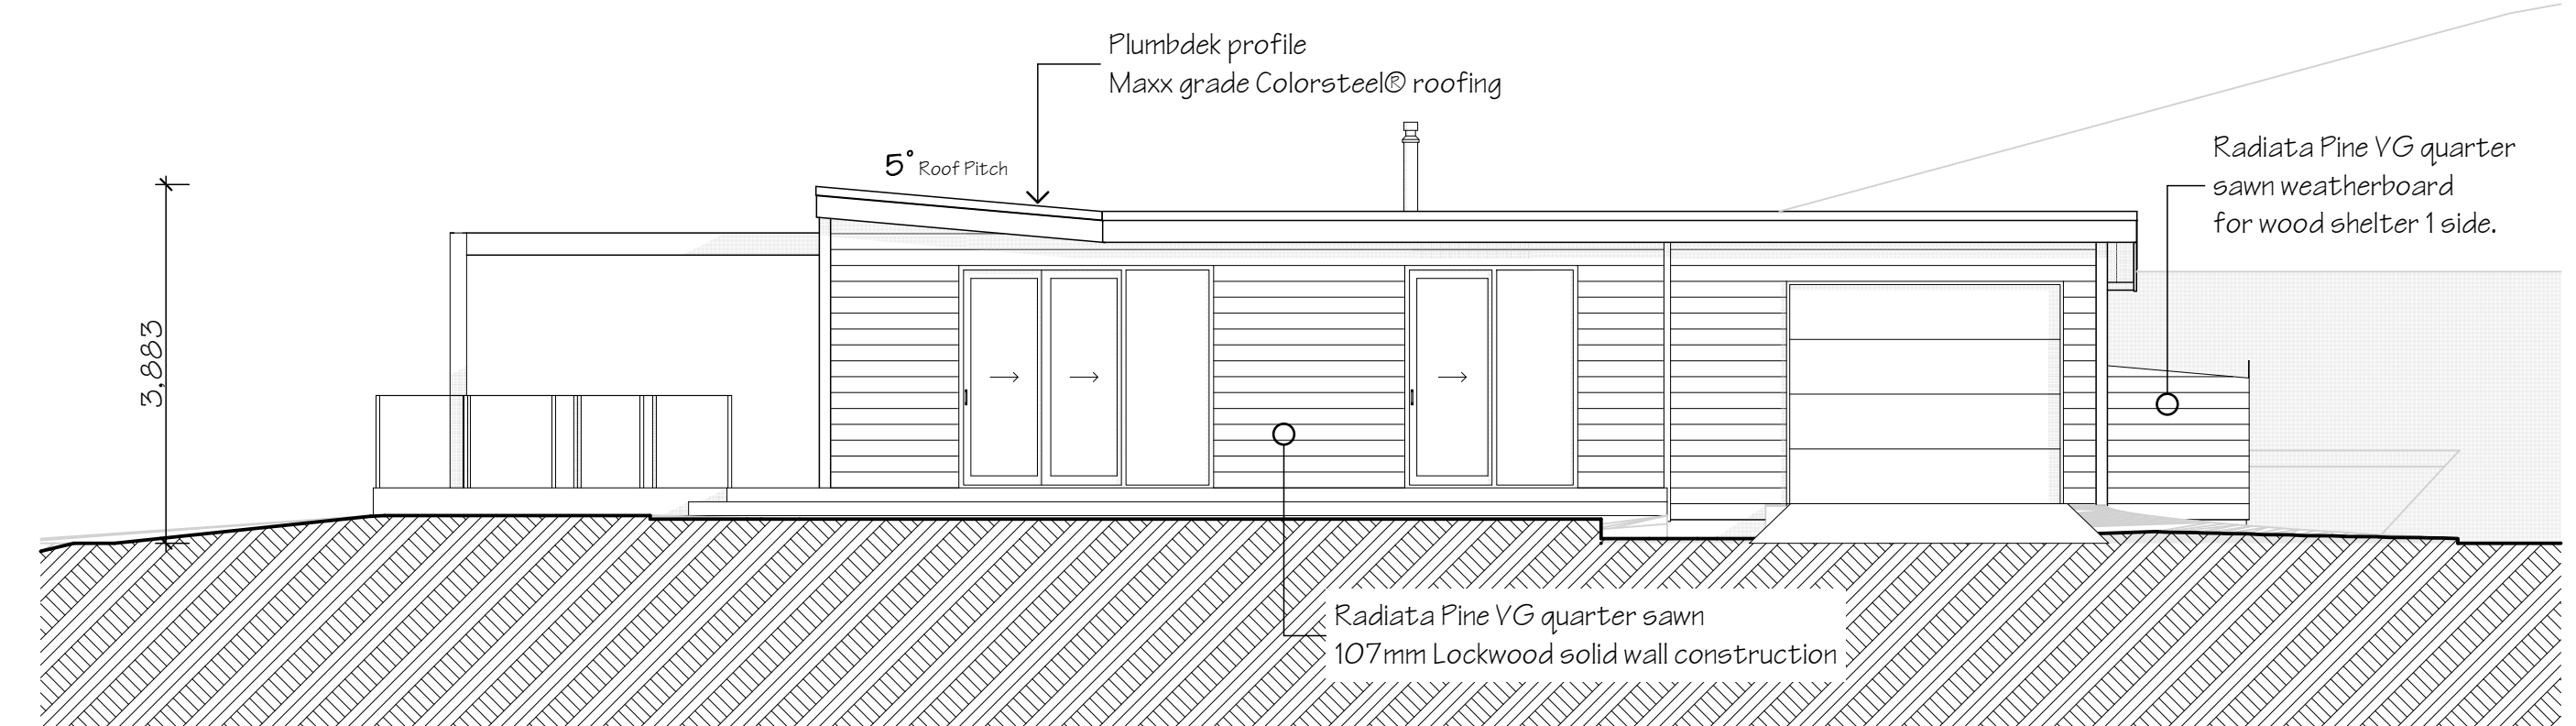 Plumbdek profile
Maxx grade Colorsteel® roofing
5° Roof Pitch
Radiata Pine VG quarter
sawn weatherboard
for wood shelter 1 side.
3,883
Radiata Pine VG quarter sawn
107mm Lockwood solid wall construction